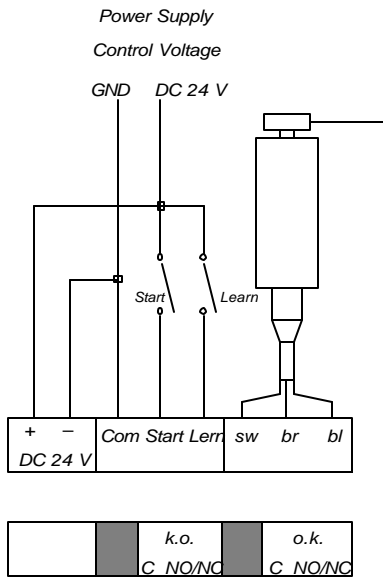 Power Supply
Control Voltage
GND DC 24 V
Start Learn
+ – Com Start Lern sw br bl
DC 24 V
k.o. o.k.
C NO/NC C NO/NC